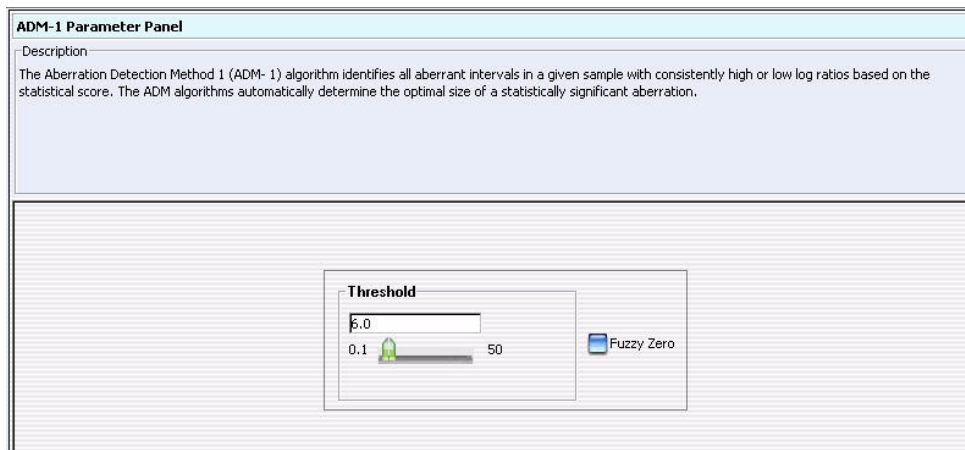 ADM-1 Parameter Panel
Description
The Aberration Detection Method 1 (ADM- 1) algorithm identifies all aberrant intervals in a given sample with consistently high or low log ratios based on the
statistical score. The ADM algorithms automatically determine the optimal size of a statistically significant aberration.
Threshold
6.0
0.1 50
Fuzzy Zero